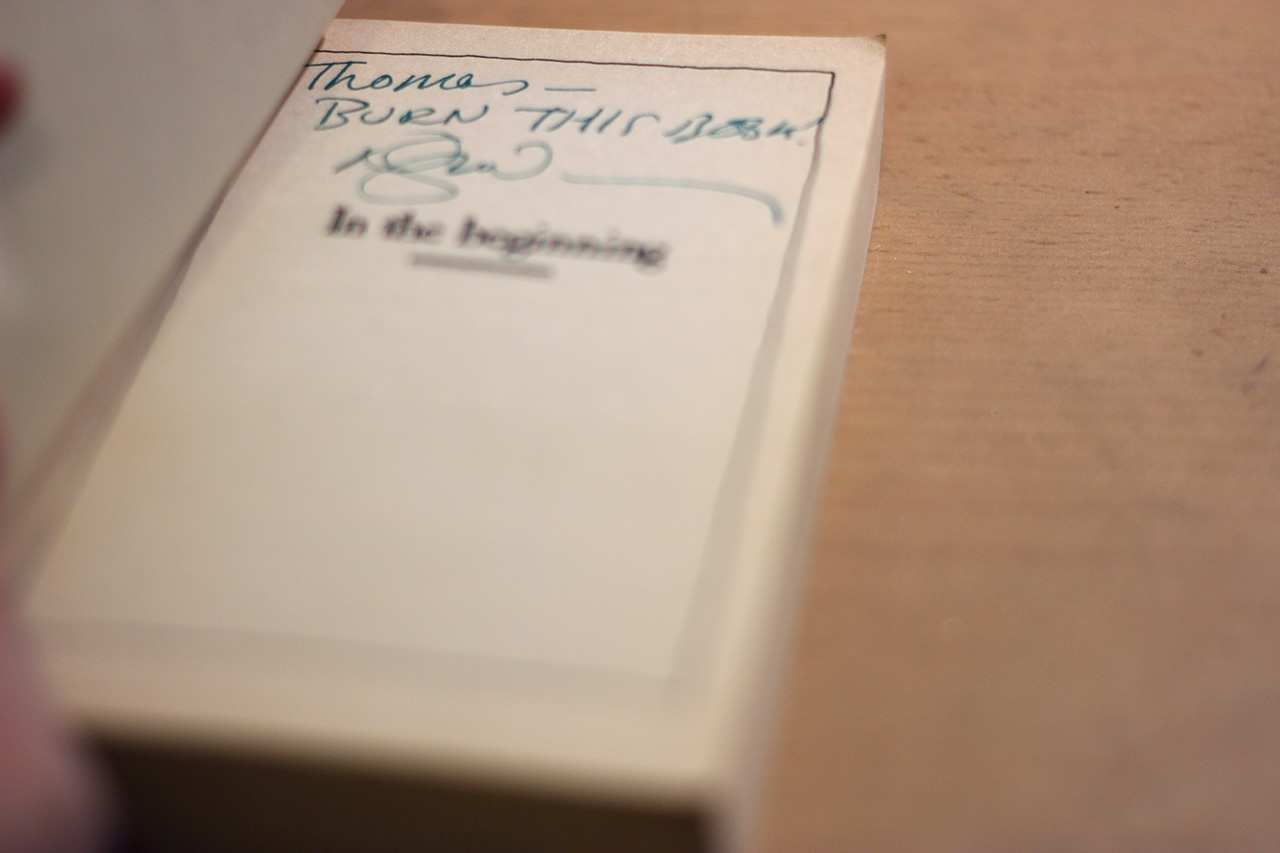 Thomas —
BURN THIS BOOK!
In the beginning